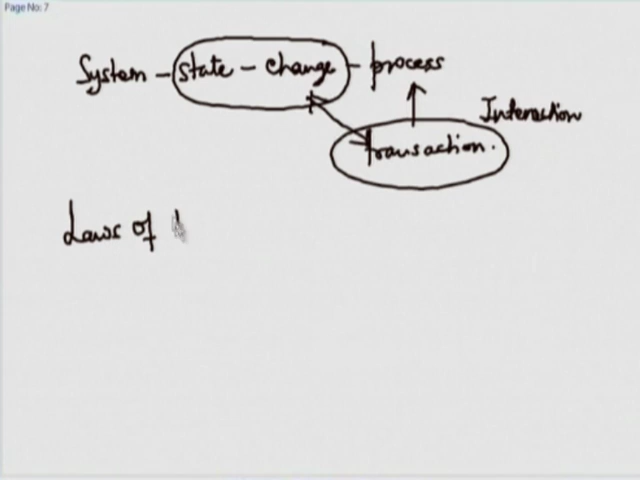 Page No: 7
System - state - change - process
Interaction
transaction.
Laws of